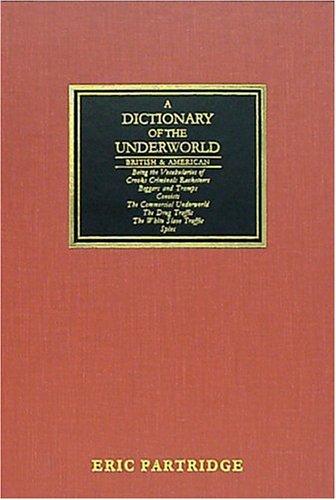 A
DICTIONARY
OF THE
UNDERWORLD
BRITISH & AMERICAN
Being the Vocabularies of
Crooks Criminals Racketeers
Beggars and Tramps
Convicts
The Commercial Underworld
The Drug Traffic
The White Slave Traffic
Spies
ERIC PARTRIDGE